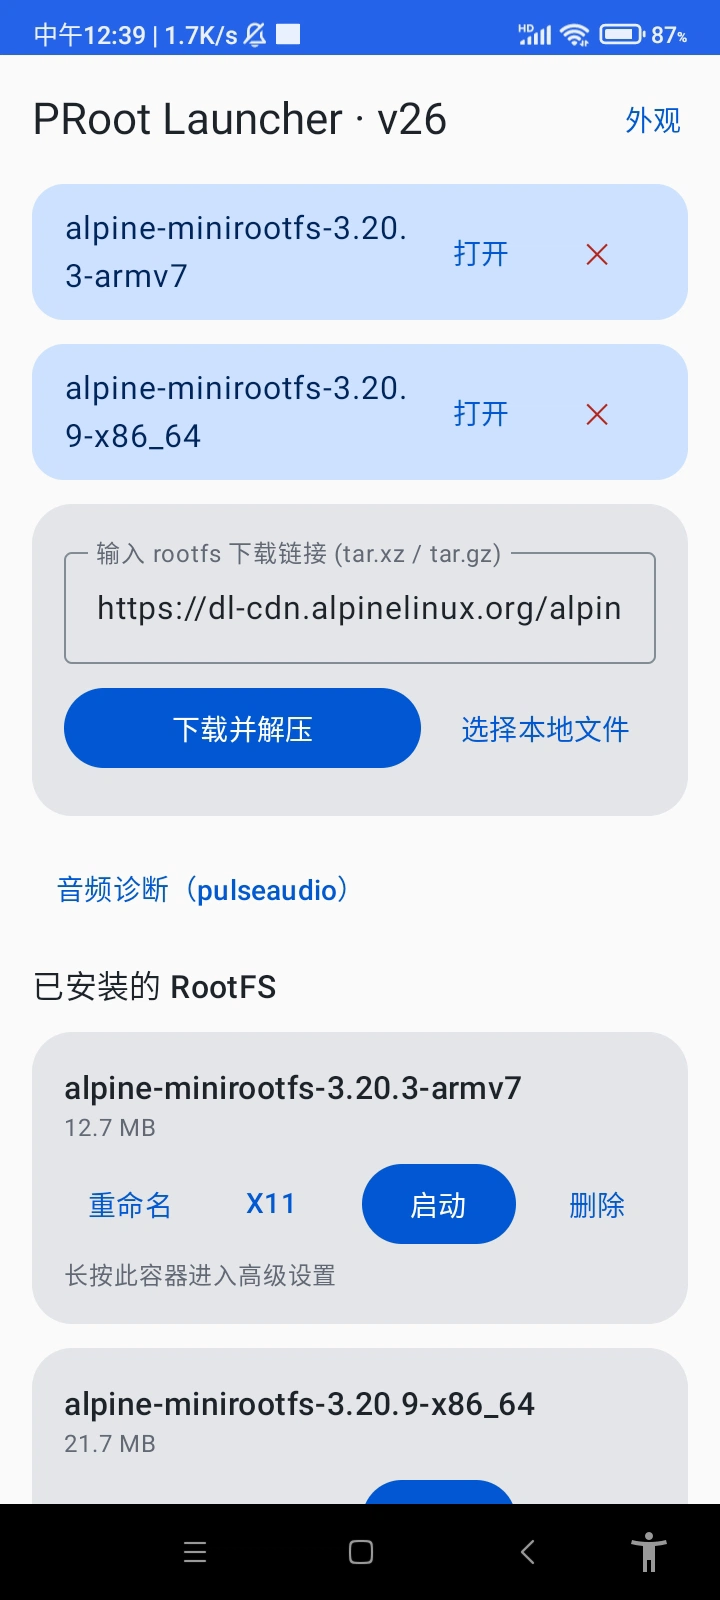 中午12:39 | 1.7K/s
HD
87%
PRoot Launcher · v26
外观
alpine-minirootfs-3.20.
3-armv7
打开
alpine-minirootfs-3.20.
9-x86_64
打开
输入 rootfs 下载链接 (tar.xz / tar.gz)
https://dl-cdn.alpinelinux.org/alpin
下载并解压
选择本地文件
音频诊断（pulseaudio）
已安装的 RootFS
alpine-minirootfs-3.20.3-armv7
12.7 MB
重命名
X11
启动
删除
长按此容器进入高级设置
alpine-minirootfs-3.20.9-x86_64
21.7 MB